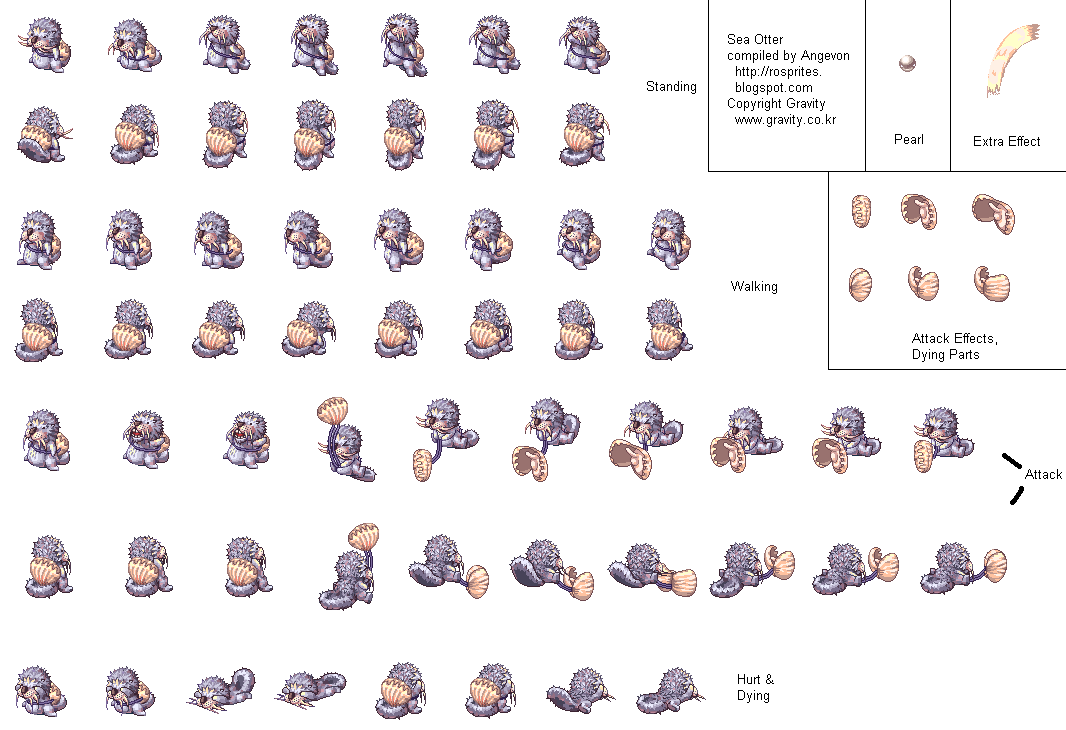 Sea Otter
compiled by Angevon
http://rosprites.
blogspot.com
Copyright Gravity
www.gravity.co.kr
Pearl
Extra Effect
Standing
Attack Effects,
Dying Parts
Walking
Attack
Hurt &
Dying